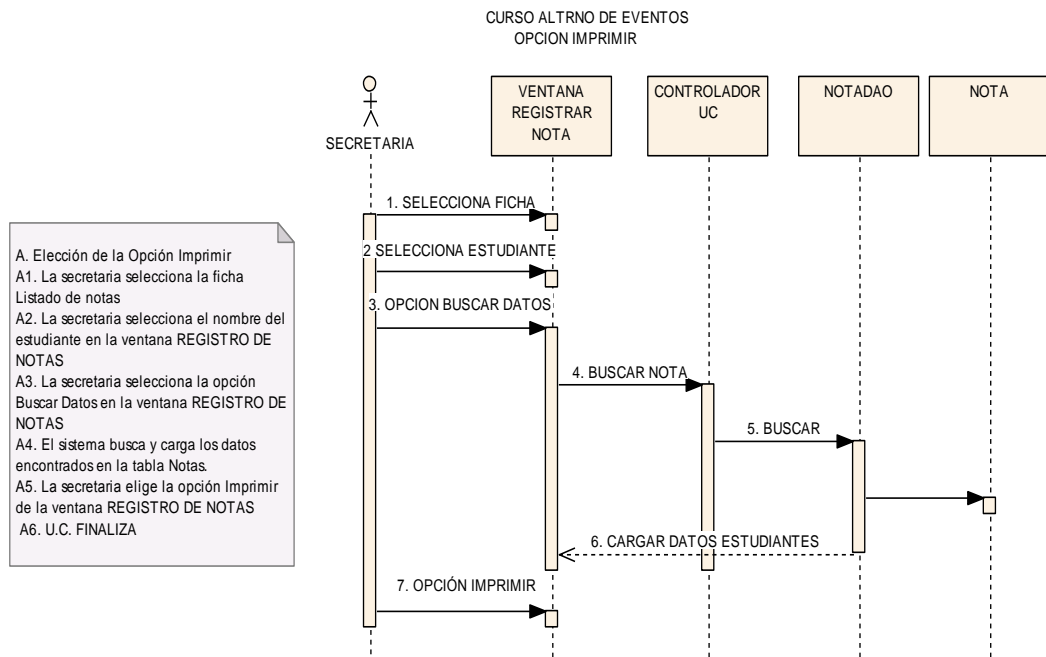 CURSO ALTRNO DE EVENTOS
OPCION IMPRIMIR
SECRETARIA
VENTANA
REGISTRAR
NOTA
CONTROLADOR
UC
NOTADAO
NOTA
1. SELECCIONA FICHA
2 SELECCIONA ESTUDIANTE
3. OPCION BUSCAR DATOS
4. BUSCAR NOTA
5. BUSCAR
6. CARGAR DATOS ESTUDIANTES
7. OPCIÓN IMPRIMIR
A. Elección de la Opción Imprimir
A1. La secretaria selecciona la ficha
Listado de notas
A2. La secretaria selecciona el nombre del
estudiante en la ventana REGISTRO DE
NOTAS
A3. La secretaria selecciona la opción
Buscar Datos en la ventana REGISTRO DE
NOTAS
A4. El sistema busca y carga los datos
encontrados en la tabla Notas.
A5. La secretaria elige la opción Imprimir
de la ventana REGISTRO DE NOTAS
A6. U.C. FINALIZA